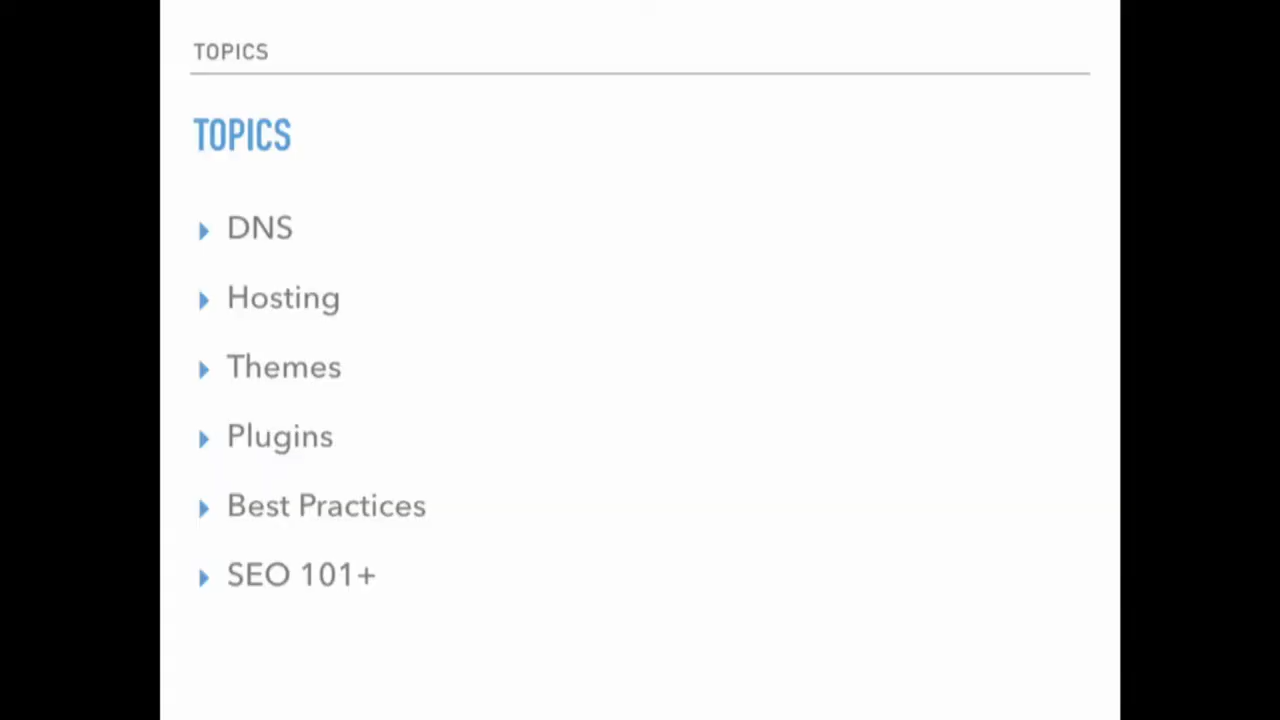 TOPICS
TOPICS
DNS
Hosting
Themes
Plugins
Best Practices
SEO 101+